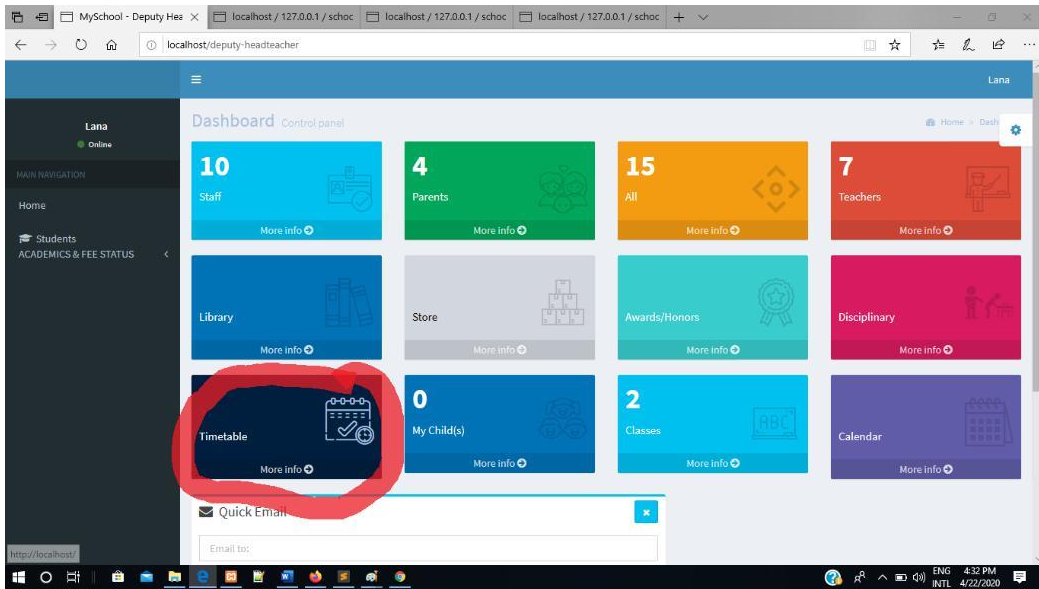 MySchool - Deputy Hea
localhost / 127.0.0.1 / schoc
localhost / 127.0.0.1 / schoc
localhost / 127.0.0.1 / schoc
localhost/deputy-headteacher
Lana
Lana
Online
MAIN NAVIGATION
Home
Students
ACADEMICS & FEE STATUS
Dashboard Control panel
Home > Dash
10
Staff
More info
4
Parents
More info
15
All
More info
7
Teachers
More info
Library
More info
Store
More info
Awards/Honors
More info
Disciplinary
More info
Timetable
More info
0
My Child(s)
More info
2
ABC
Classes
More info
Calendar
More info
Quick Email
Email to:
http://localhost/
ENG
INTL
4:32 PM
4/22/2020